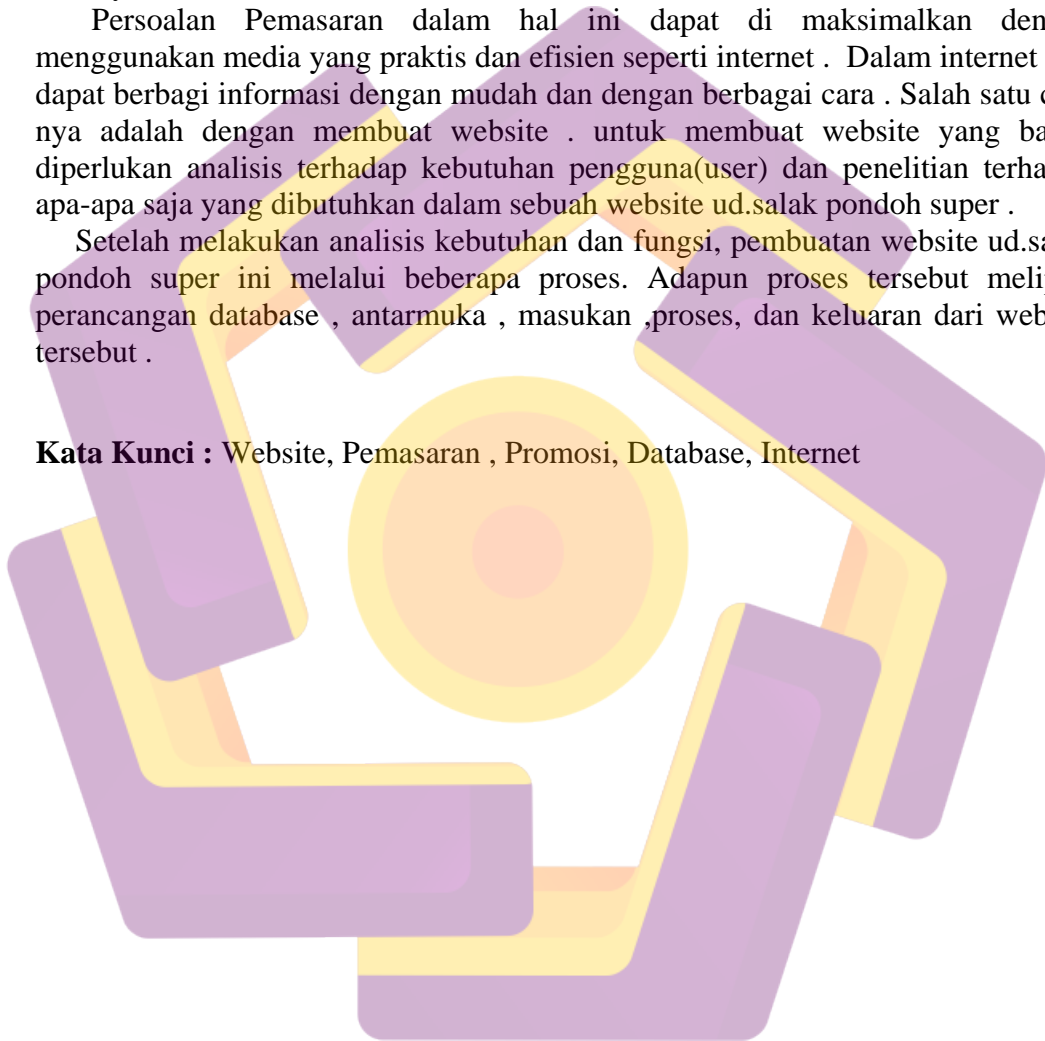 Persoalan Pemasaran dalam hal ini dapat di maksimalkan
menggunakan media yang praktis dan efisien seperti internet . Dalam internet
dapat berbagi informasi dengan mudah dan dengan berbagai cara . Salah satu
nya adalah dengan membuat website . untuk membuat website yang
diperlukan analisis terhadap kebutuhan pengguna(user) dan penelitian
apa-apa saja yang dibutuhkan dalam sebuah website ud.salak pondoh super .
Setelah melakukan analisis kebutuhan dan fungsi, pembuatan website
pondoh super ini melalui beberapa proses. Adapun proses tersebut
perancangan database , antarmuka , masukan ,proses, dan keluaran dari
tersebut .
Kata Kunci : Website, Pemasaran , Promosi, Database, Internet